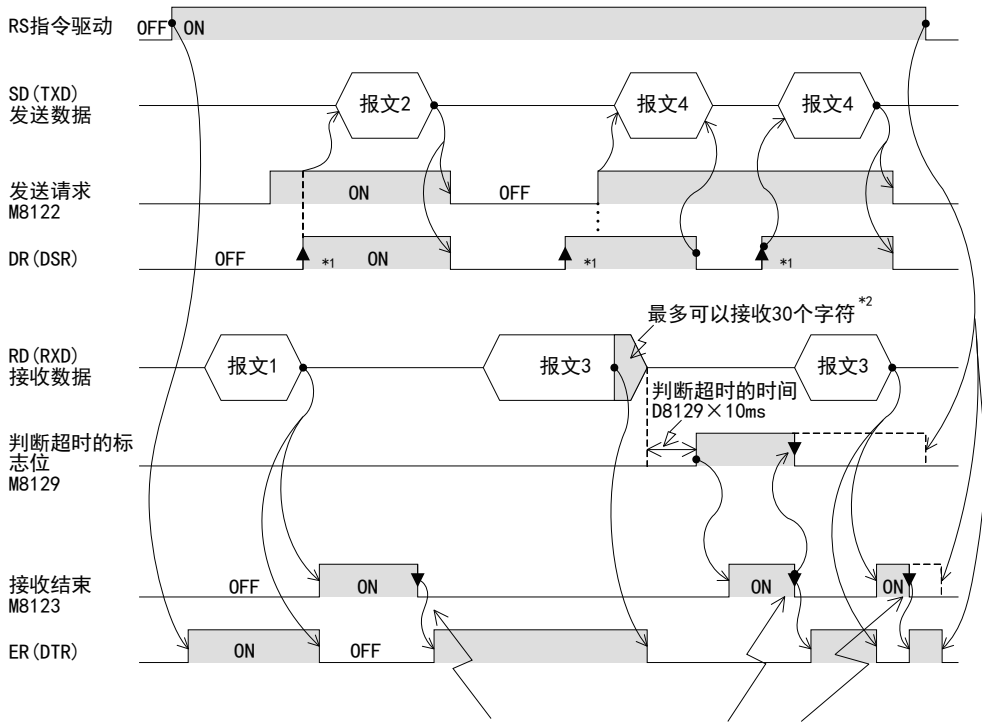 RS指令驱动
OFF
ON
SD(TXD)
发送数据
报文2
报文4
报文4
发送请求
M8122
ON
OFF
DR(DSR)
OFF
*1
ON
*1
*1
最多可以接收30个字符*2
RD(RXD)
接收数据
报文1
报文3
报文3
判断超时的时间
D8129×10ms
判断超时的标
志位
M8129
接收结束
M8123
OFF
ON
ON
ON
ER(DTR)
ON
OFF